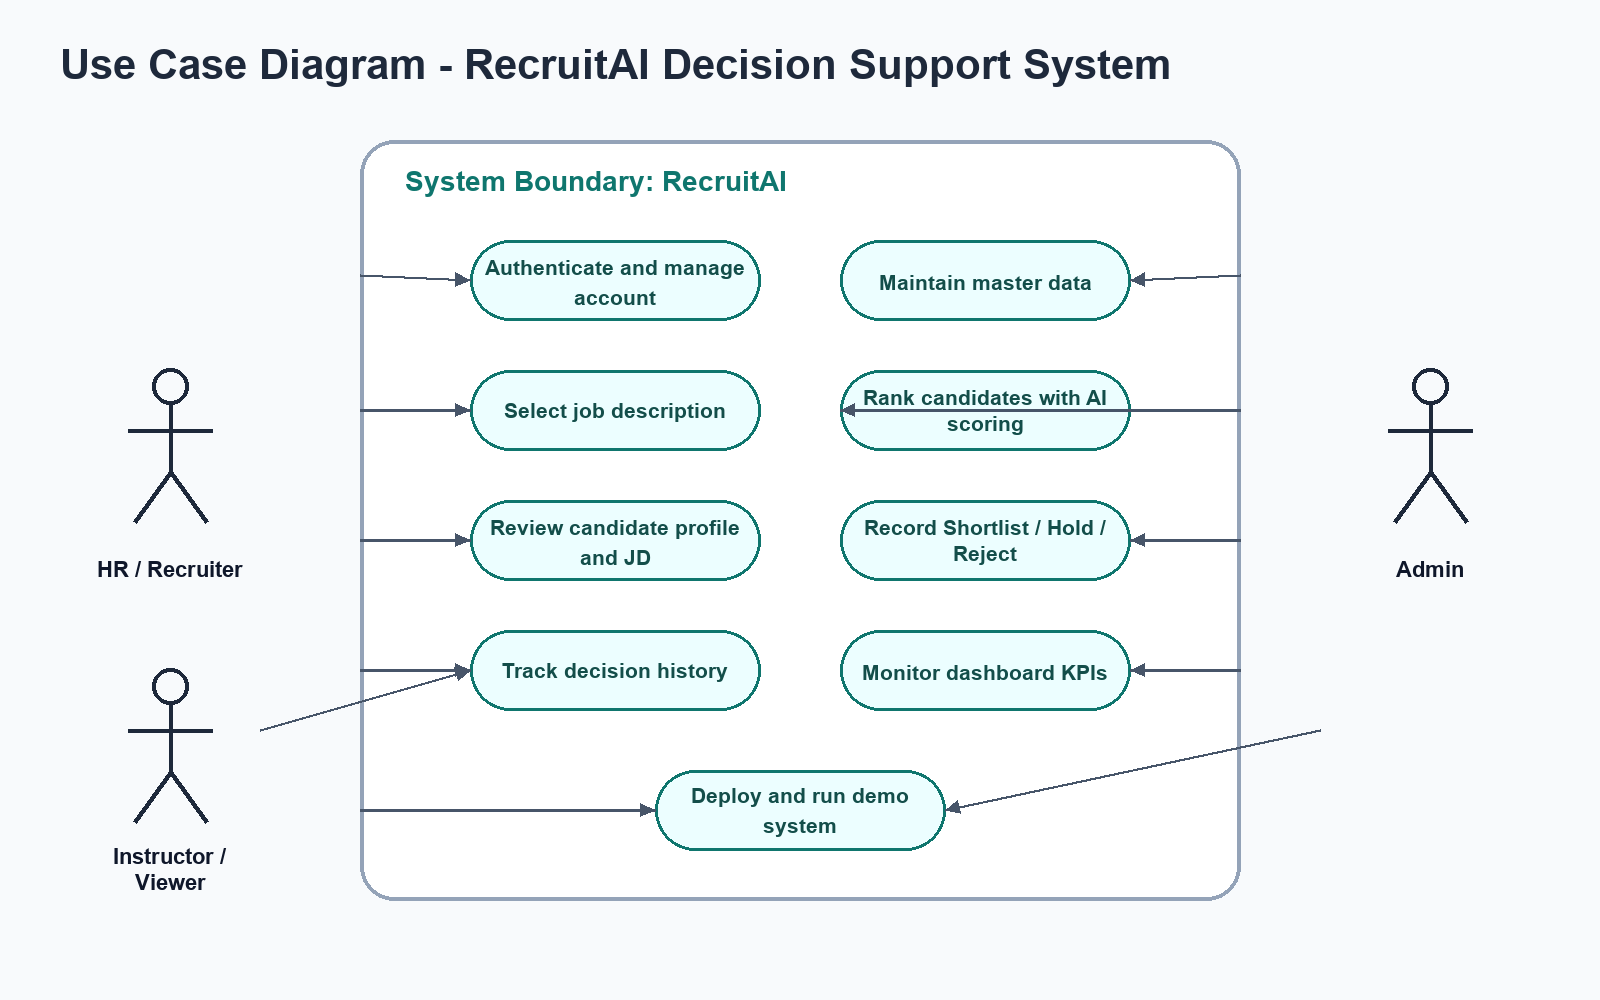 Use Case Diagram - RecruitAI Decision Support System
System Boundary: RecruitAI
Authenticate and manage
account
Maintain master data
Select job description
Rank candidates with AI
scoring
Review candidate profile
and JD
Record Shortlist / Hold /
Reject
HR / Recruiter
Admin
Track decision history
Monitor dashboard KPIs
Deploy and run demo
system
Instructor /
Viewer